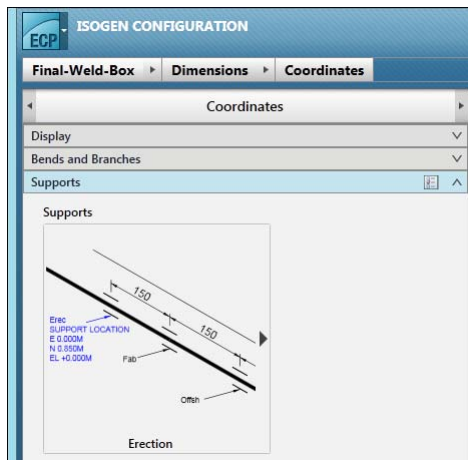 ISOGEN CONFIGURATION
ECP
Final-Weld-Box Dimensions Coordinates
Coordinates
Display
Bends and Branches
Supports
Supports
150
150
Erec
SUPPORT LOCATION
E 0.000M
N 0.850M
EL +0.000M
Fab
Offsh
Erection